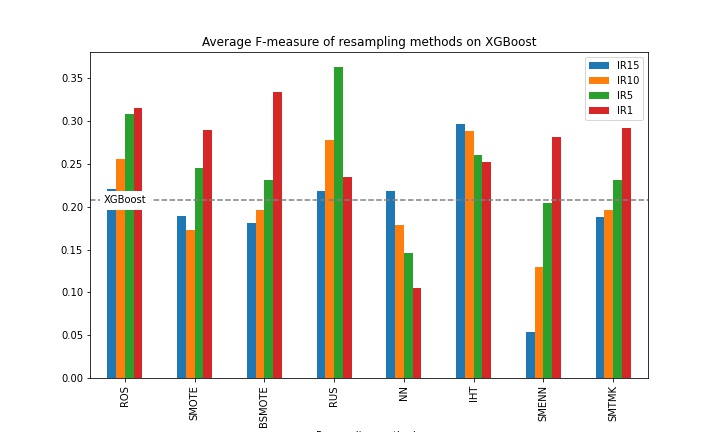 Average F-measure of resampling methods on XGBoost
IR15
IR10
IR5
IR1
0.35
0.30
0.25
0.20
0.15
0.10
0.05
0.00
XGBoost
ROS
SMOTE
BSMOTE
RUS
NN
IHT
SMENN
SMTMK